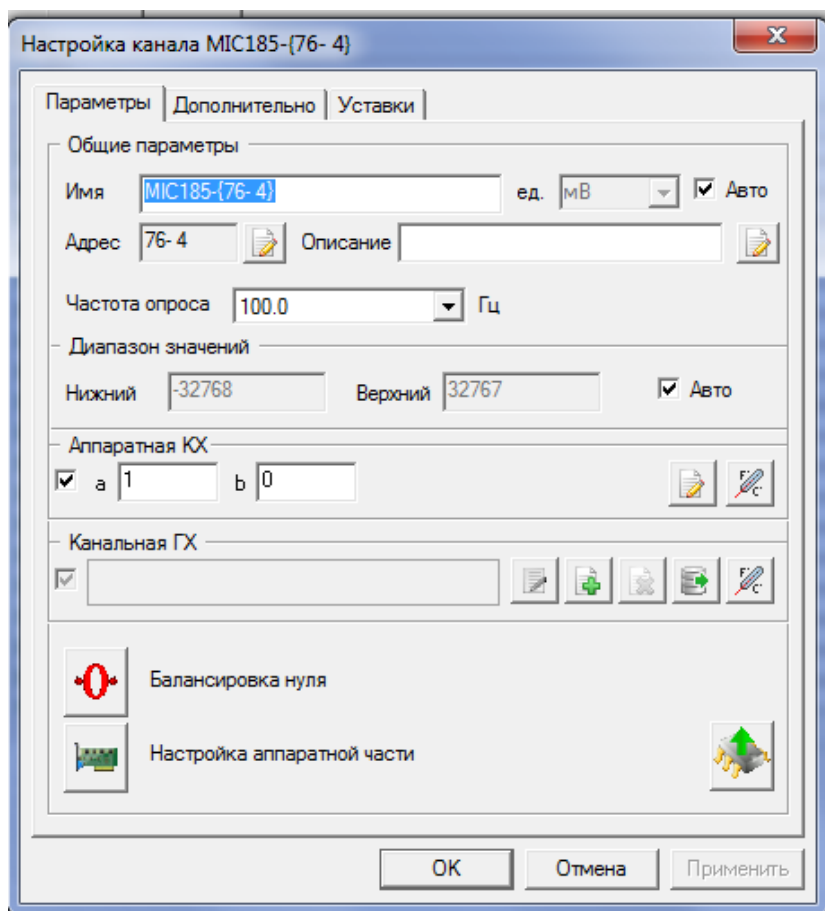 Настройка канала MIC185-{76- 4}
Параметры Дополнительно Уставки
Общие параметры
Имя MIC185-{76- 4} ед. мВ Авто
Адрес 76- 4 Описание
Частота опроса 100.0 Гц
Диапазон значений
Нижний -32768 Верхний 32767 Авто
Аппаратная КХ
a 1 b 0
Канальная ГХ
Балансировка нуля
Настройка аппаратной части
OK Отмена Применить